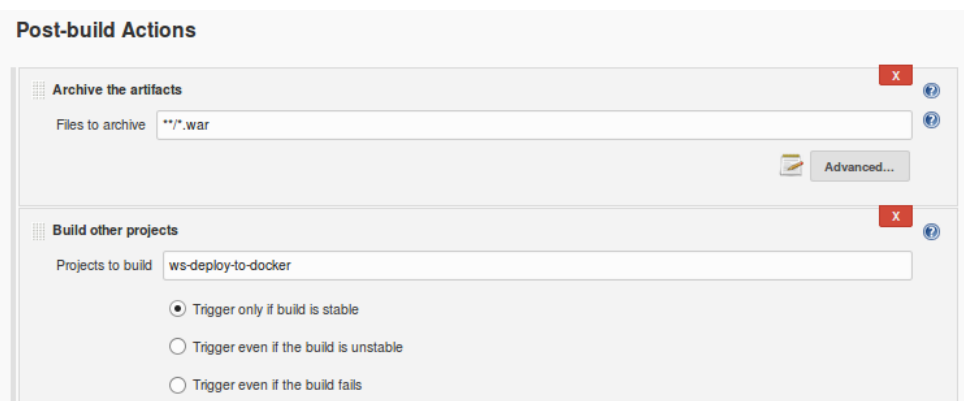 Post-build Actions
X
Archive the artifacts
Files to archive **/*.war
Advanced...
X
Build other projects
Projects to build ws-deploy-to-docker
Trigger only if build is stable
Trigger even if the build is unstable
Trigger even if the build fails